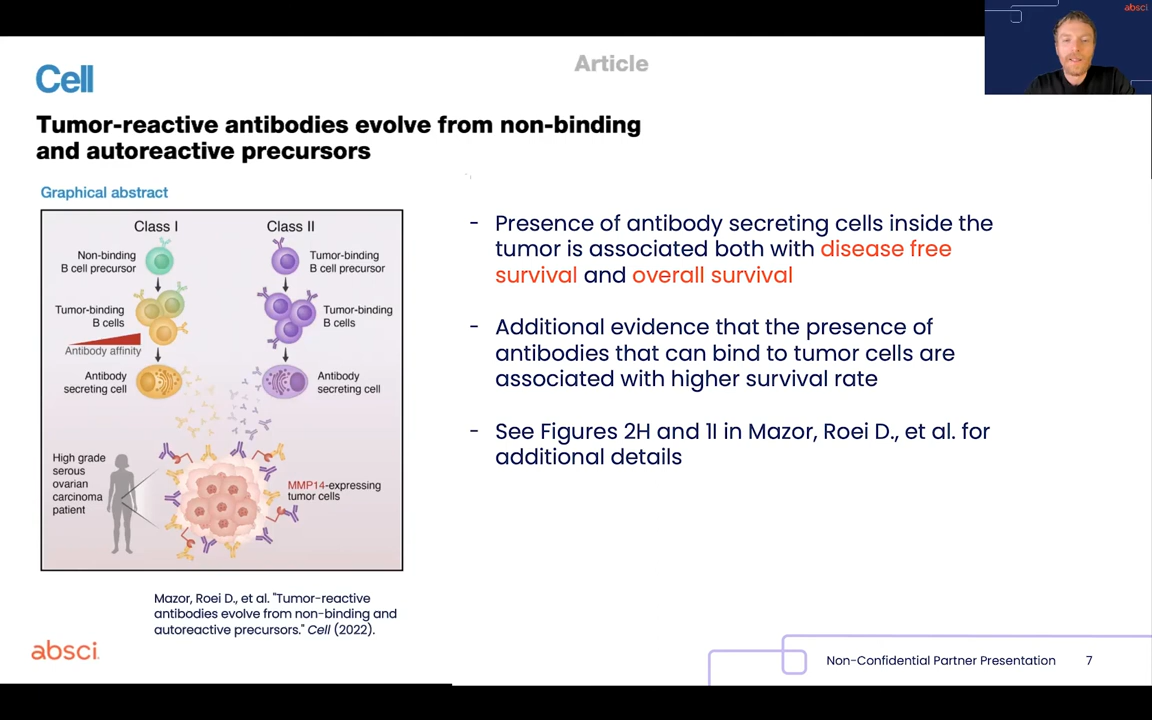 absci
Cell
Article
Tumor-reactive antibodies evolve from non-binding
and autoreactive precursors
Graphical abstract
Class I
Class II
Non-binding
B cell precursor
Tumor-binding
B cell precursor
Tumor-binding
B cells
Tumor-binding
B cells
Antibody affinity
Antibody
secreting cell
Antibody
secreting cell
High grade
serous
ovarian
carcinoma
patient
MMP14-expressing
tumor cells
- Presence of antibody secreting cells inside the
tumor is associated both with disease free
survival and overall survival
- Additional evidence that the presence of
antibodies that can bind to tumor cells are
associated with higher survival rate
- See Figures 2H and 1I in Mazor, Roei D., et al. for
additional details
Mazor, Roei D., et al. "Tumor-reactive
antibodies evolve from non-binding and
autoreactive precursors." Cell (2022).
absci.
Non-Confidential Partner Presentation 7